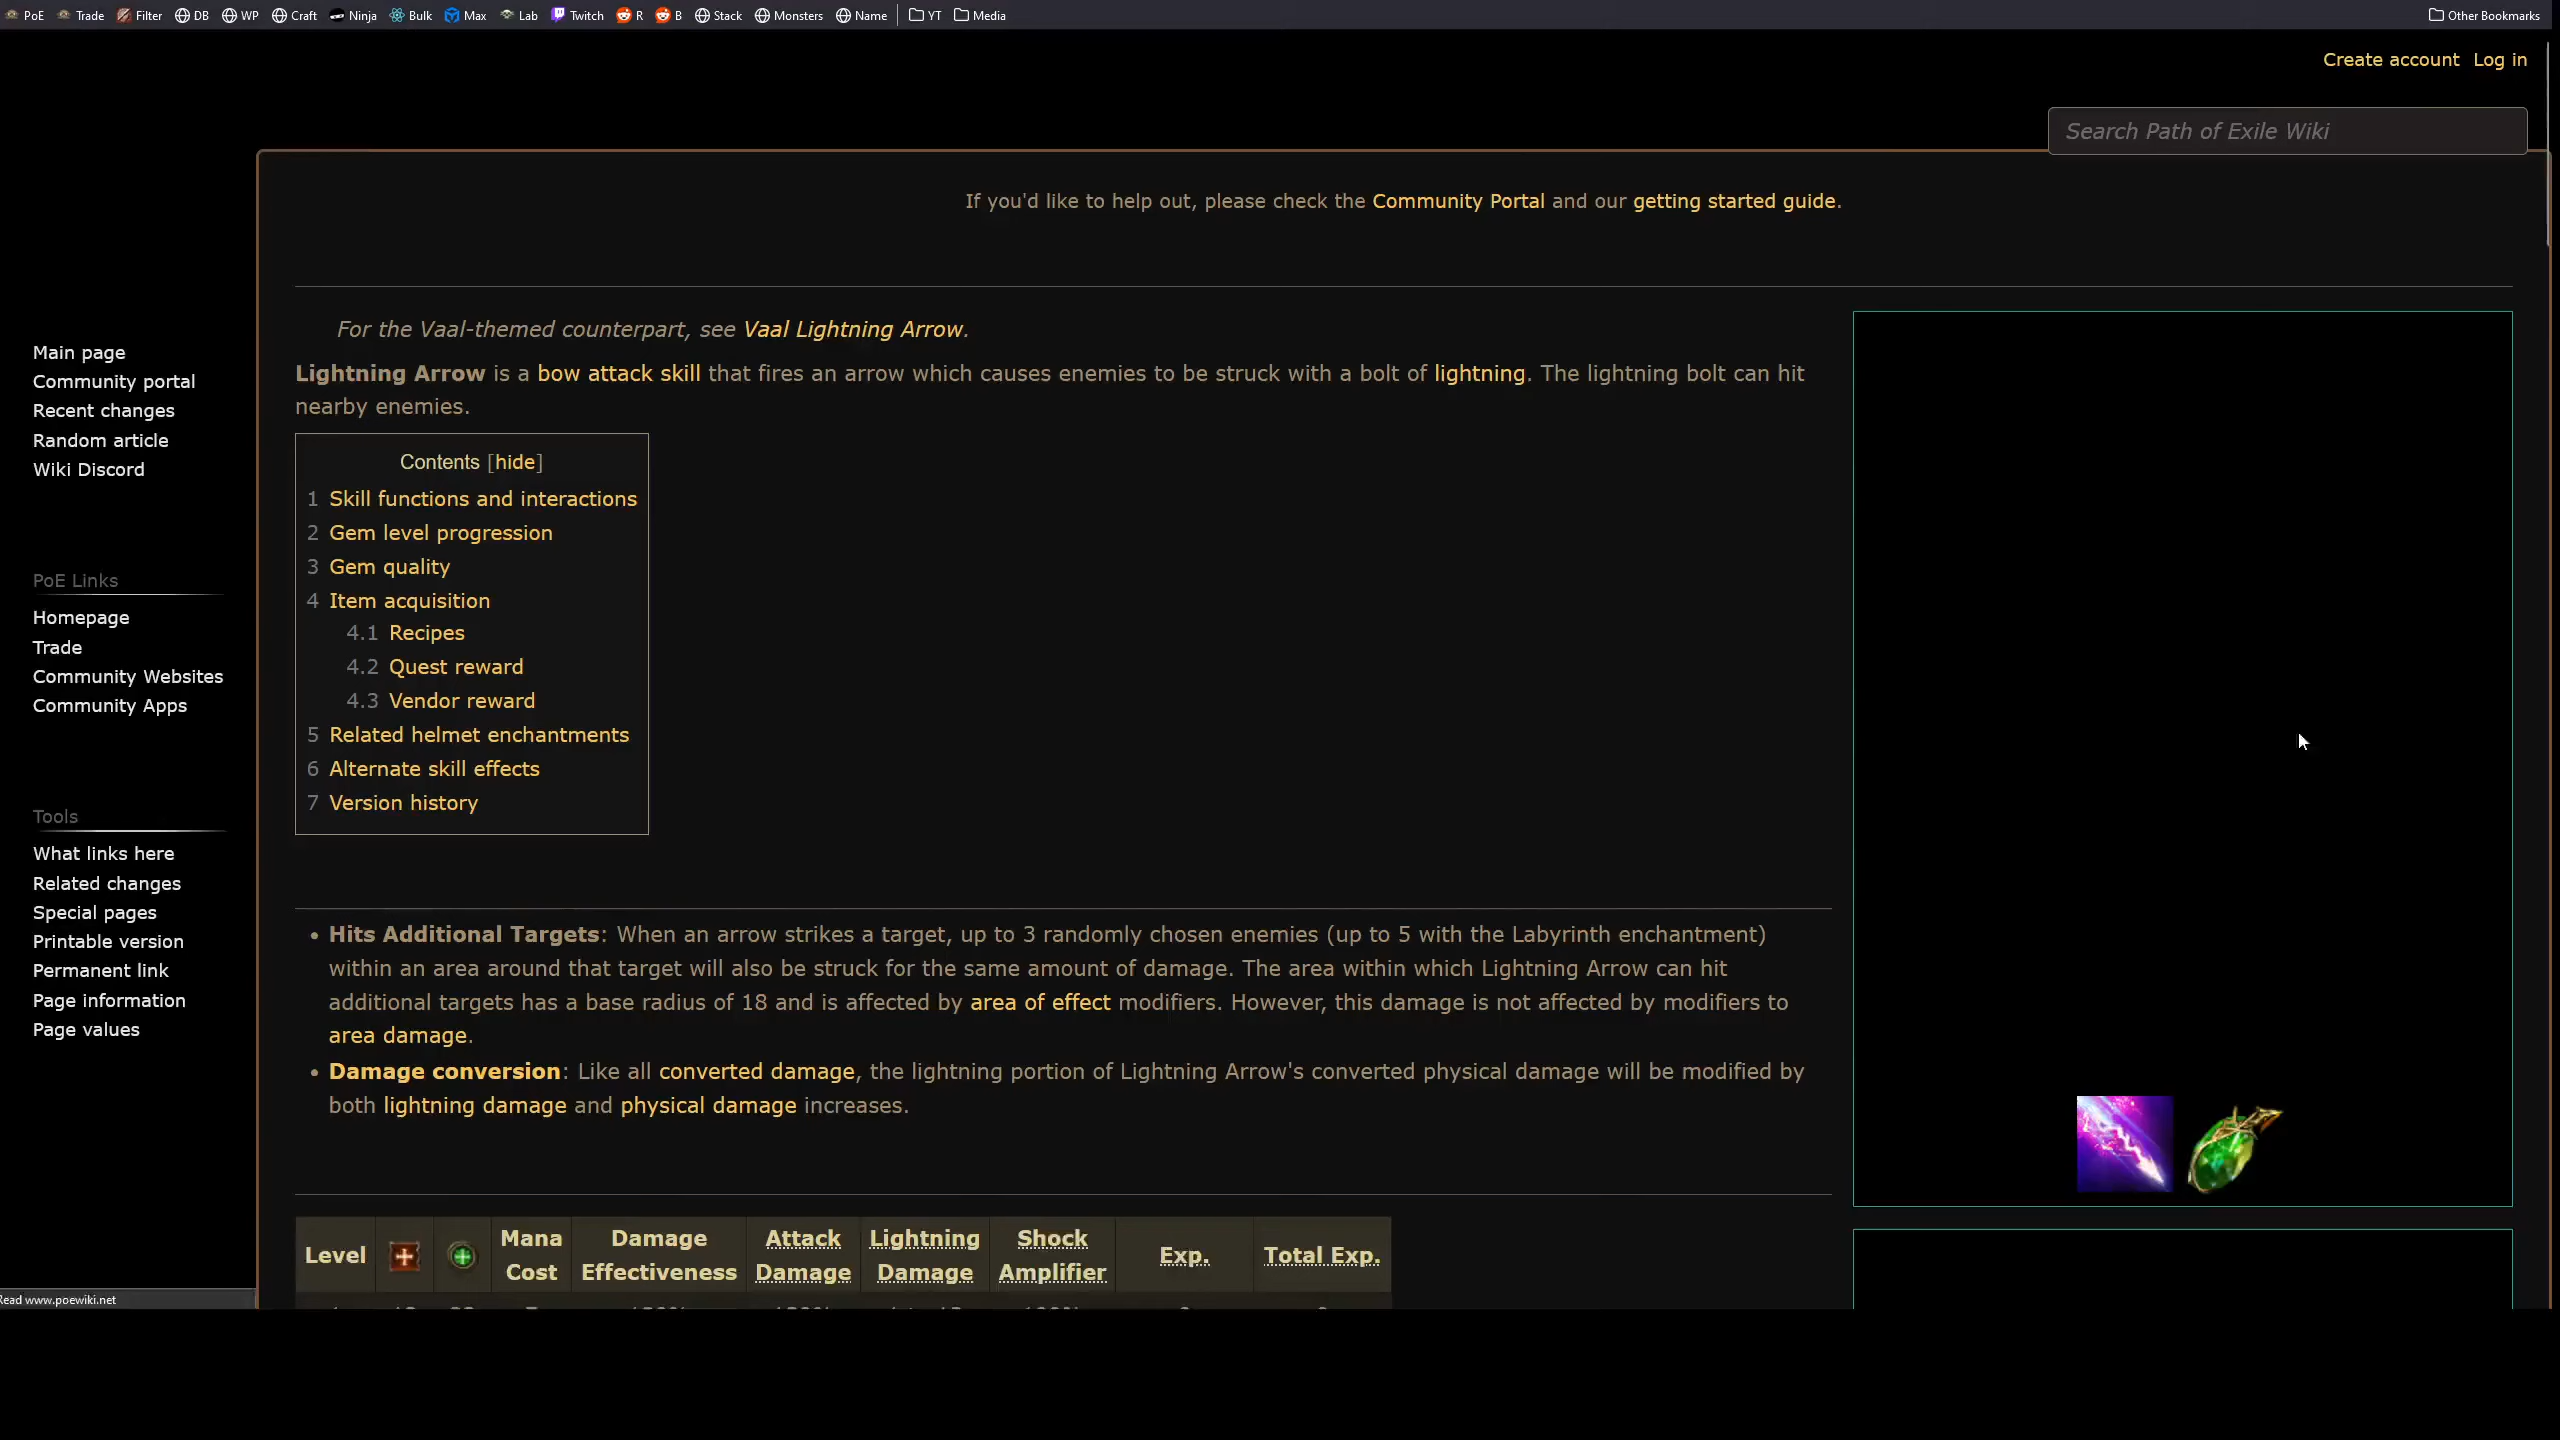 PoE Trade Filter DB WP Craft Ninja Bulk Max Lab Twitch R B Stack Monsters Name YT Media Other Bookmarks
Create account Log in
Search Path of Exile Wiki
If you'd like to help out, please check the Community Portal and our getting started guide.
For the Vaal-themed counterpart, see Vaal Lightning Arrow.
Lightning Arrow is a bow attack skill that fires an arrow which causes enemies to be struck with a bolt of lightning. The lightning bolt can hit
nearby enemies.
Contents [hide]
1 Skill functions and interactions
2 Gem level progression
3 Gem quality
4 Item acquisition
4.1 Recipes
4.2 Quest reward
4.3 Vendor reward
5 Related helmet enchantments
6 Alternate skill effects
7 Version history
Main page
Community portal
Recent changes
Random article
Wiki Discord
PoE Links
Homepage
Trade
Community Websites
Community Apps
Tools
What links here
Related changes
Special pages
Printable version
Permanent link
Page information
Page values
• Hits Additional Targets: When an arrow strikes a target, up to 3 randomly chosen enemies (up to 5 with the Labyrinth enchantment)
within an area around that target will also be struck for the same amount of damage. The area within which Lightning Arrow can hit
additional targets has a base radius of 18 and is affected by area of effect modifiers. However, this damage is not affected by modifiers to
area damage.
• Damage conversion: Like all converted damage, the lightning portion of Lightning Arrow's converted physical damage will be modified by
both lightning damage and physical damage increases.
Level Mana Cost Damage Effectiveness Attack Damage Lightning Damage Shock Amplifier Exp. Total Exp.
Read www.poewiki.net